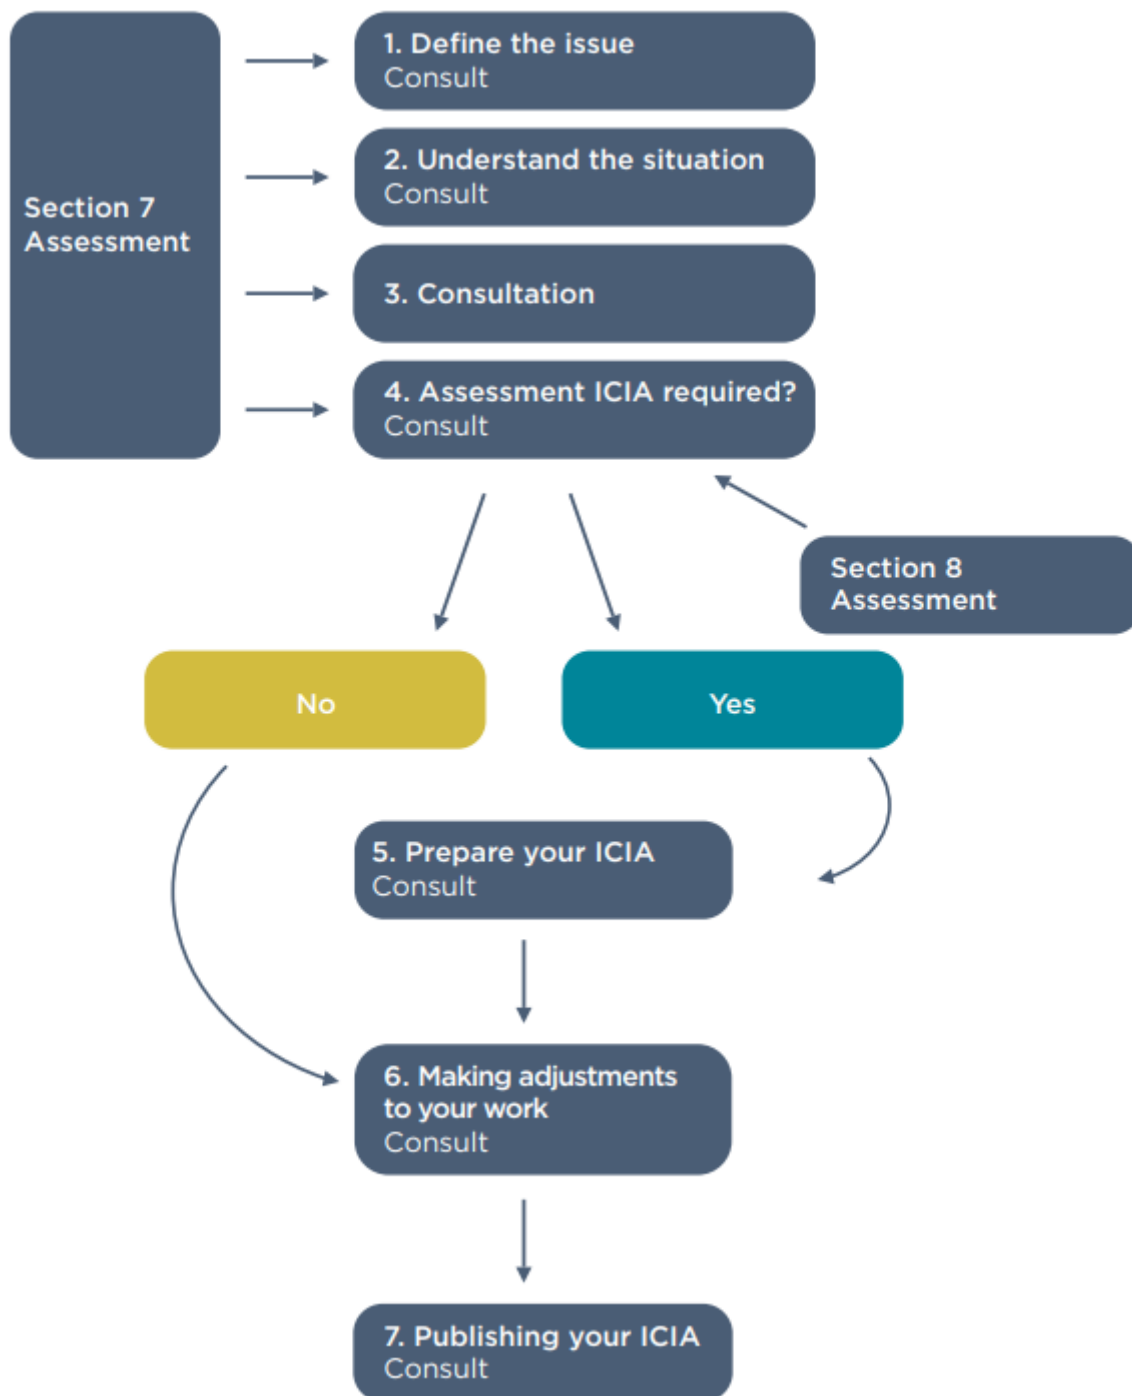 Section 7
Assessment
1. Define the issue
Consult
2. Understand the situation
Consult
3. Consultation
4. Assessment ICIA required?
Consult
Section 8
Assessment
No
Yes
5. Prepare your ICIA
Consult
6. Making adjustments
to your work
Consult
7. Publishing your ICIA
Consult